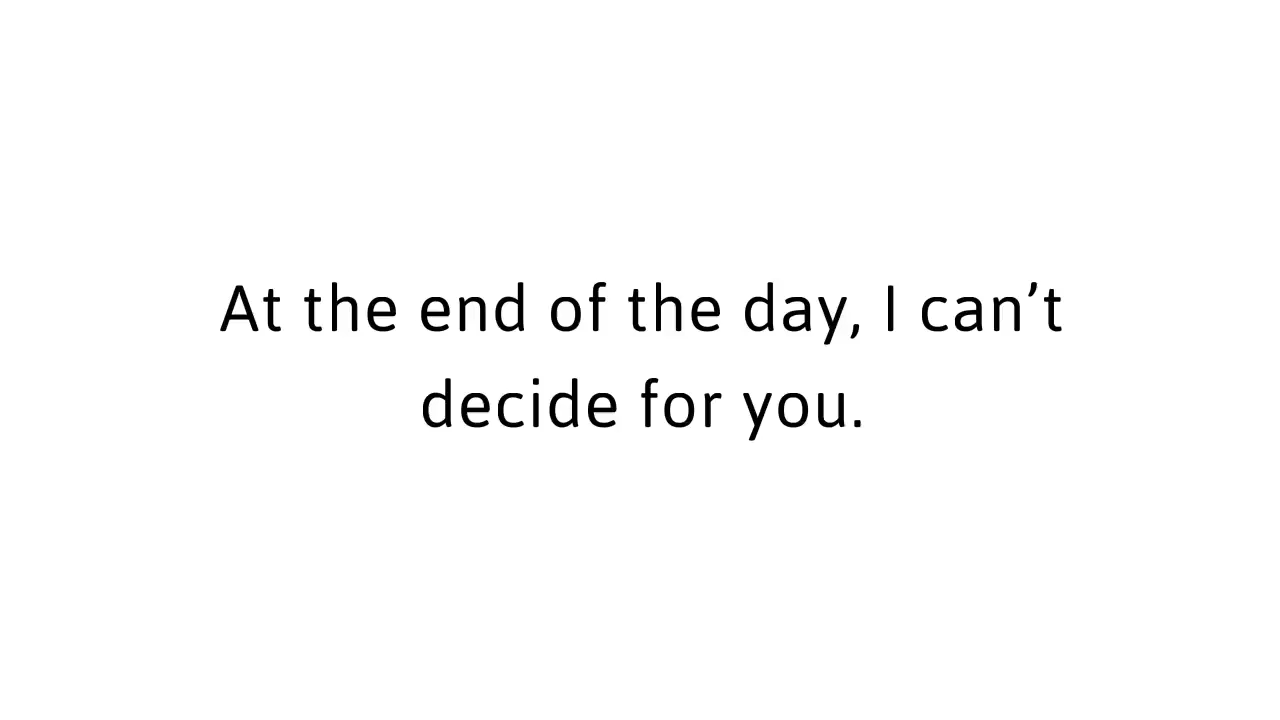 At the end of the day, I can’t
decide for you.